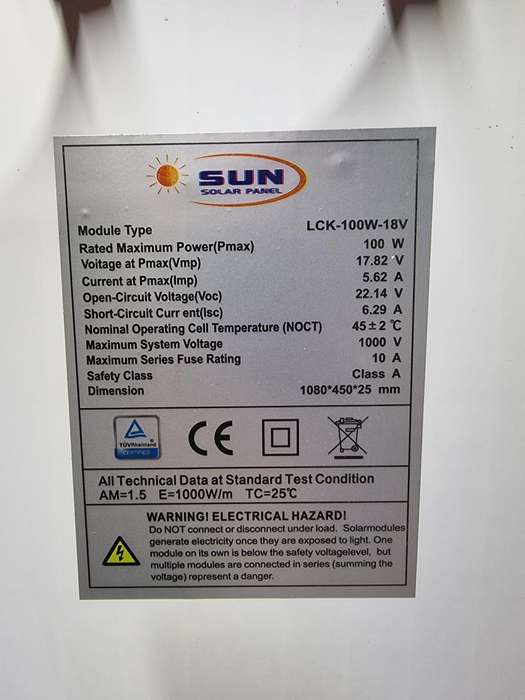 SUN
SOLAR PANEL
Module Type LCK-100W-18V
Rated Maximum Power(Pmax) 100 W
Voitage at Pmax(Vmp) 17.82 V
Current at Pmax(Imp) 5.62 A
Open-Circuit Voltage(Voc) 22.14 V
Short-Circuit Curr ent(Isc) 6.29 A
Nominal Operating Cell Temperature (NOCT) 45±2 ℃
Maximum System Voltage 1000 V
Maximum Series Fuse Rating 10 A
Safety Class Class A
Dimension 1080*450*25 mm
TÜVRheinland
CERTIFIED
CE
All Technical Data at Standard Test Condition
AM=1.5 E=1000W/m TC=25℃
WARNING! ELECTRICAL HAZARD!
Do NOT connect or disconnect under load. Solarmodules
generate electricity once they are exposed to light. One
module on its own is below the safety voltagelevel, but
multiple modules are connected in series (summing the
voltage) represent a danger.